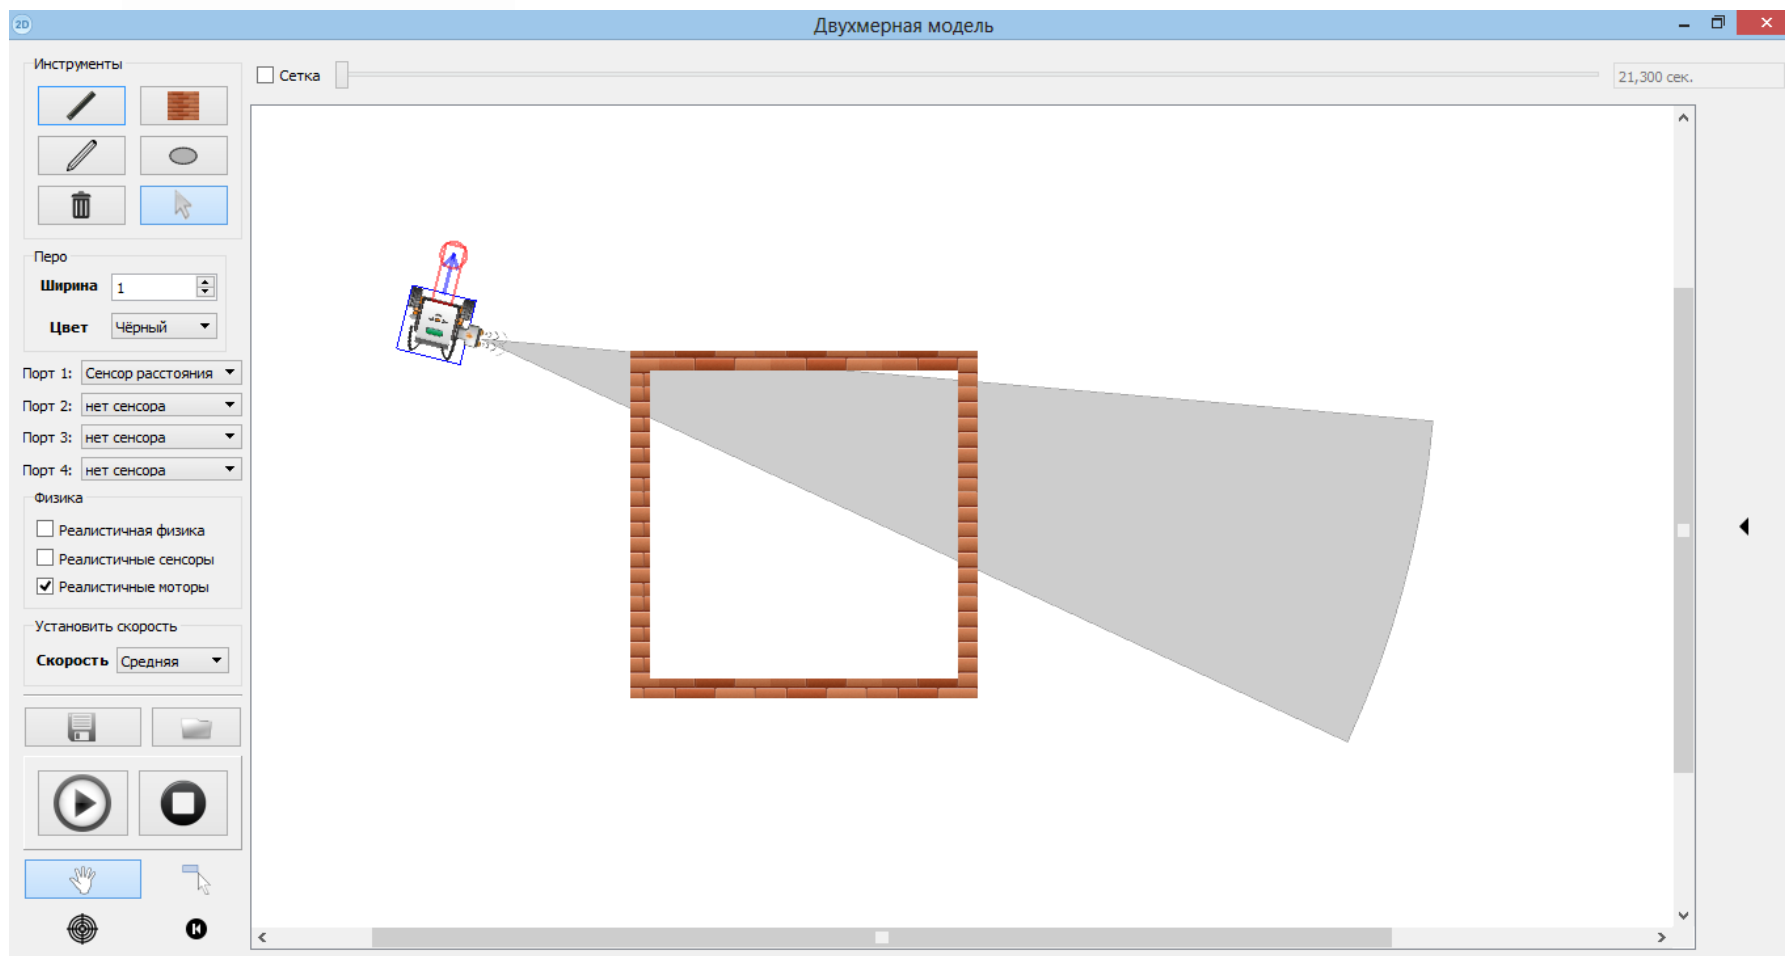 2D
Двухмерная модель
Инструменты
Сетка
21,300 сек.
Перо
Ширина 1
Цвет Чёрный
Порт 1: Сенсор расстояния
Порт 2: нет сенсора
Порт 3: нет сенсора
Порт 4: нет сенсора
Физика
Реалистичная физика
Реалистичные сенсоры
Реалистичные моторы
Установить скорость
Скорость Средняя